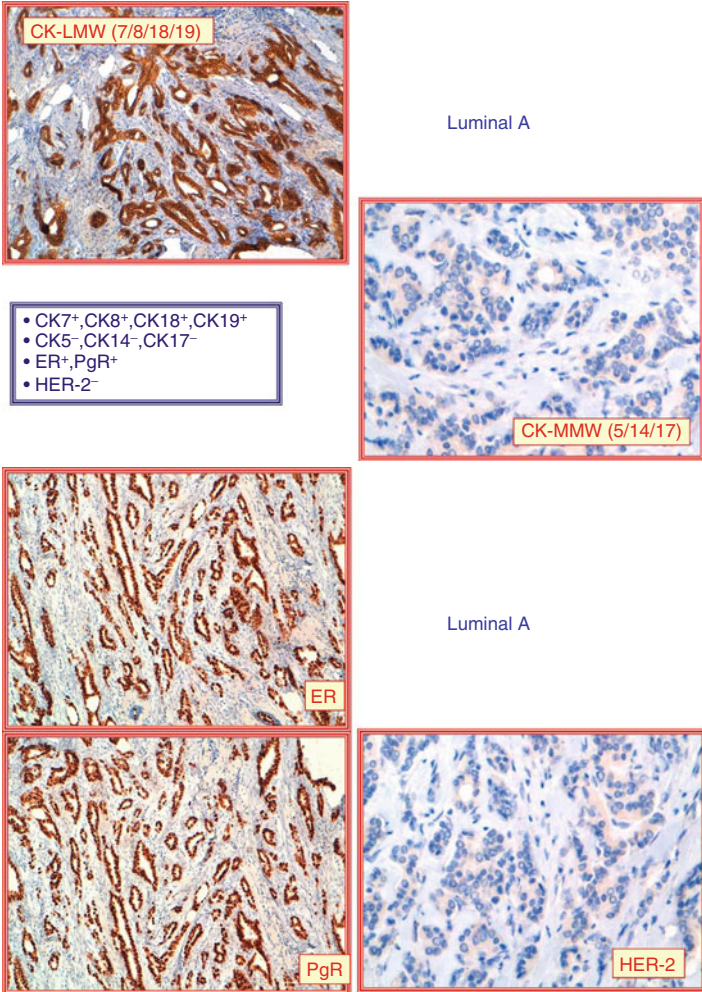 CK-LMW (7/8/18/19)
Luminal A
• CK7⁺,CK8⁺,CK18⁺,CK19⁺
• CK5⁻,CK14⁻,CK17⁻
• ER⁺,PgR⁺
• HER-2⁻
CK-MMW (5/14/17)
ER
Luminal A
PgR
HER-2